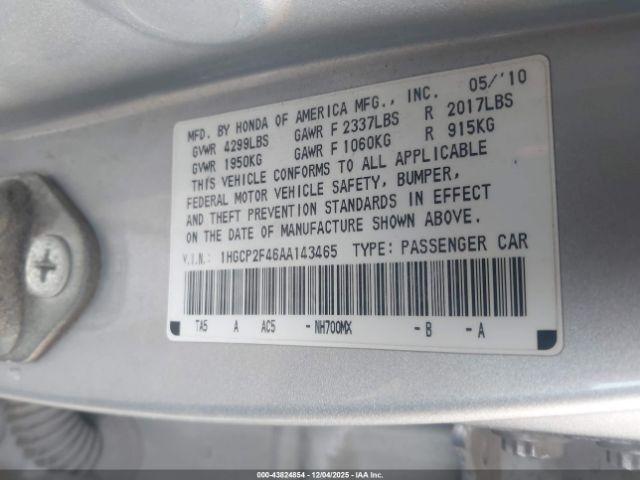 05/'10
MFD. BY HONDA OF AMERICA MFG., INC.
GVWR 4299LBS GAWR F 2337LBS R 2017LBS
GVWR 1950KG GAWR F 1060KG R 915KG
THIS VEHICLE CONFORMS TO ALL APPLICABLE
FEDERAL MOTOR VEHICLE SAFETY, BUMPER,
AND THEFT PREVENTION STANDARDS IN EFFECT
ON THE DATE OF MANUFACTURE SHOWN ABOVE.
V.I.N.: 1HGCP2F46AA143465 TYPE: PASSENGER CAR
TA5 A AC5 -NH700MX -B -A
000-43824854 | 12/04/2025 - IAAI.COM